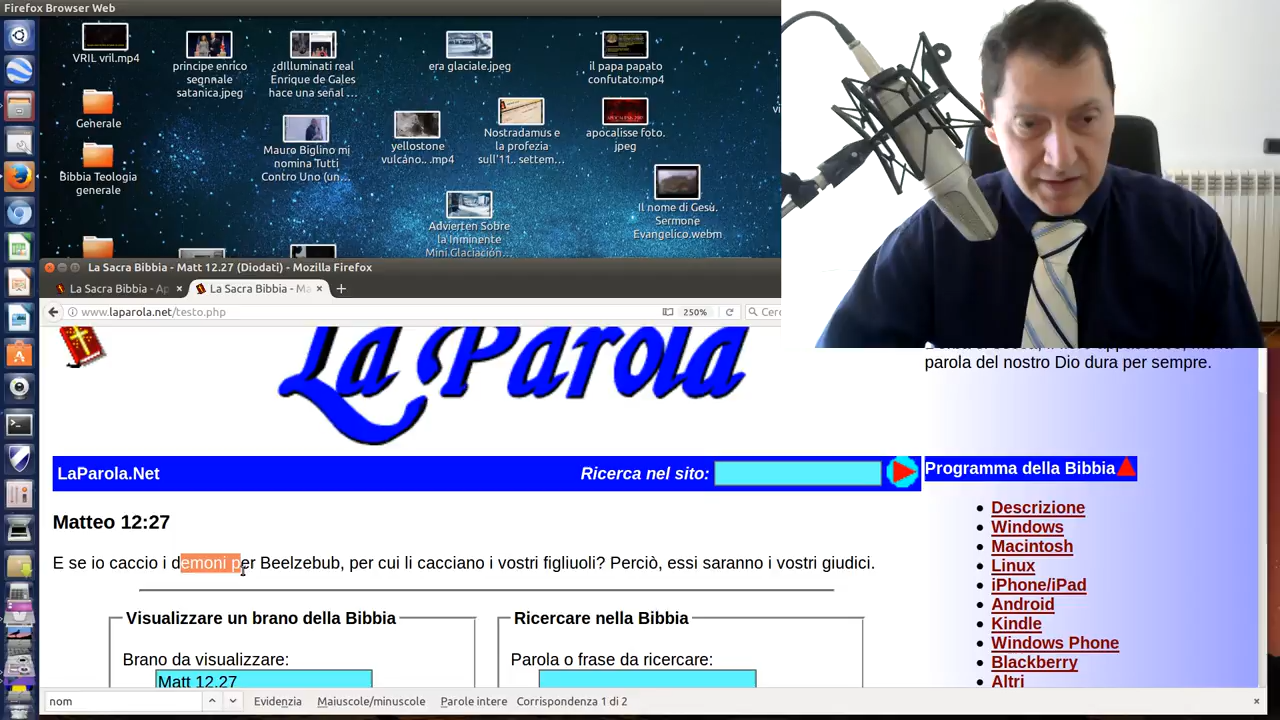 Firefox Browser Web
VRIL vril.mp4
principe enrico
segnnale
satanica.jpeg
¿dIlluminati real
Enrique de Gales
hace una señal ...
era glaciale.jpeg
il papa papato
confutato:mp4
Generale
Mauro Biglino mi
nomina Tutti
Contro Uno (un...
yellostone
vulcáno.. ..mp4
Nostradamus e
la profezia
sull'11.. settem...
apocalisse foto.
jpeg
Bibbia Teologia
generale
Advierten Sobre
la Inminente
Mini Glaciación...
Il nome di Gesù.
Sermone
Evangelico.webm
La Sacra Bibbia - Matt 12.27 (Diodati) - Mozilla Firefox
La Sacra Bibbia - Ap
La Sacra Bibbia - Ma
www.laparola.net/testo.php
250%
Cerc
La Parola
parola del nostro Dio dura per sempre.
LaParola.Net
Ricerca nel sito:
Programma della Bibbia
Descrizione
Windows
Macintosh
Linux
iPhone/iPad
Android
Kindle
Windows Phone
Blackberry
Altri
Matteo 12:27
E se io caccio i demoni per Beelzebub, per cui li cacciano i vostri figliuoli? Perciò, essi saranno i vostri giudici.
Visualizzare un brano della Bibbia
Brano da visualizzare:
Matt 12.27
Ricercare nella Bibbia
Parola o frase da ricercare:
nom
Evidenzia
Maiuscole/minuscole
Parole intere
Corrispondenza 1 di 2